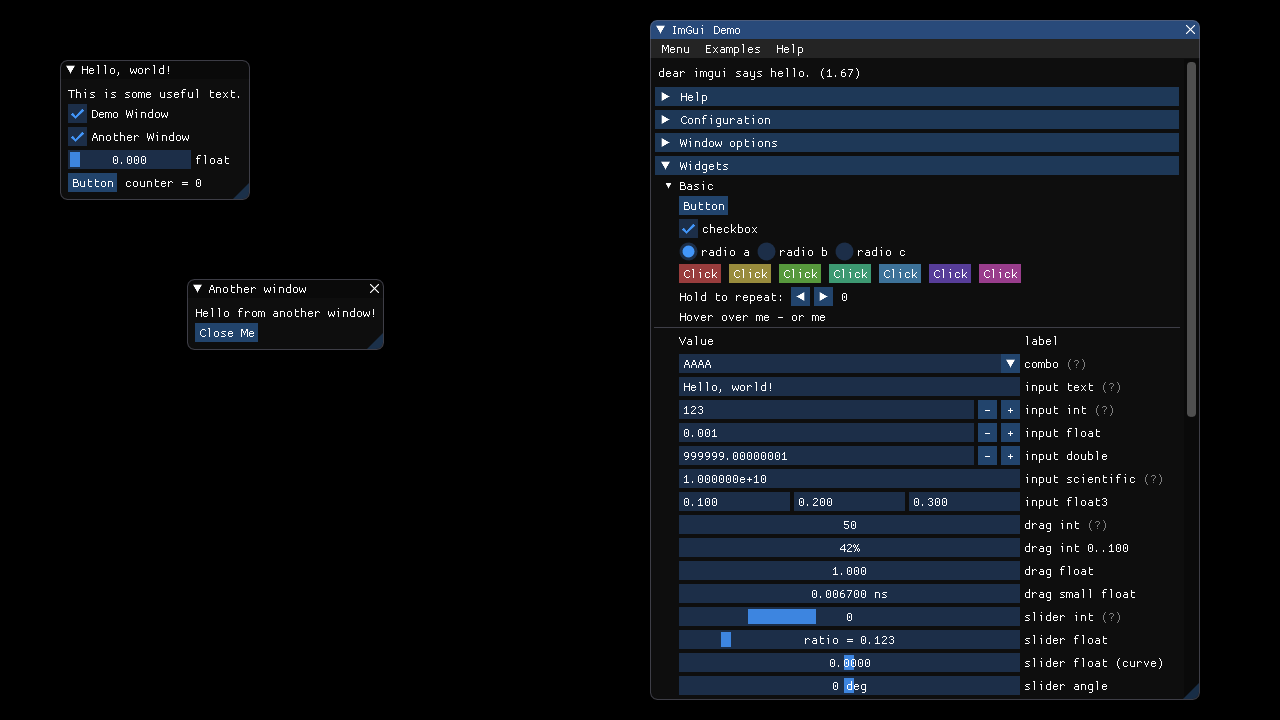 Hello, world!
This is some useful text.
Demo Window
Another Window
0.000 float
Button counter = 0
Another window
Hello from another window!
Close Me
ImGui Demo
Menu Examples Help
dear imgui says hello. (1.67)
Help
Configuration
Window options
Widgets
Basic
Button
checkbox
radio a radio b radio c
Click Click Click Click Click Click Click
Hold to repeat: 0
Hover over me - or me
Value label
AAAA combo (?)
Hello, world! input text (?)
123 - + input int (?)
0.001 - + input float
999999.00000001 - + input double
1.000000e+10 input scientific (?)
0.100 0.200 0.300 input float3
50 drag int (?)
42% drag int 0..100
1.000 drag float
0.006700 ns drag small float
0 slider int (?)
ratio = 0.123 slider float
0.0000 slider float (curve)
0 deg slider angle